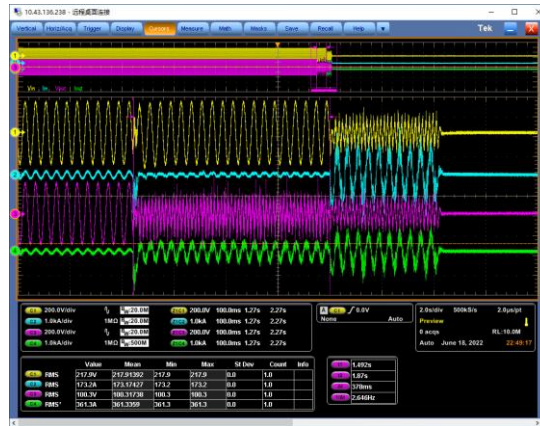 10.43.136.238 - 远程桌面连接
Vertical Horiz/Acq Trigger Display Cursors Measure Math Masks Save Recall Help Tek
200.0V/div 20.0M 200.0V 100.0ms 1.27s 2.27s A 0.0V 2.0s/div 500kS/s 2.0µs/pt
1.0kA/div 1MΩ 20.0M 1.0kA 100.0ms 1.27s 2.27s None Auto Preview
200.0V/div 20.0M 200.0V 100.0ms 1.27s 2.27s 0 acqs RL:10.0M
1.0kA/div 1MΩ 500M 1.0kA 100.0ms 1.27s 2.27s Auto June 18, 2022 22:49:17
Value Mean Min Max St Dev Count Info
RMS 217.9V 217.91392 217.9 217.9 0.0 1.0
RMS 173.2A 173.17427 173.2 173.2 0.0 1.0
RMS 100.3V 100.31738 100.3 100.3 0.0 1.0
RMS* 361.3A 361.3359 361.3 361.3 0.0 1.0
1.492s
1.87s
378ms
2.646Hz